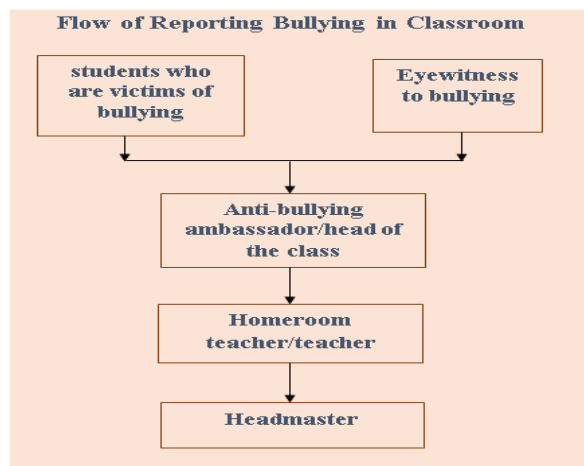 Flow of Reporting Bullying in Classroom
students who
are victims of
bullying
Eyewitness
to bullying
Anti-bullying
ambassador/head of
the class
Homeroom
teacher/teacher
Headmaster